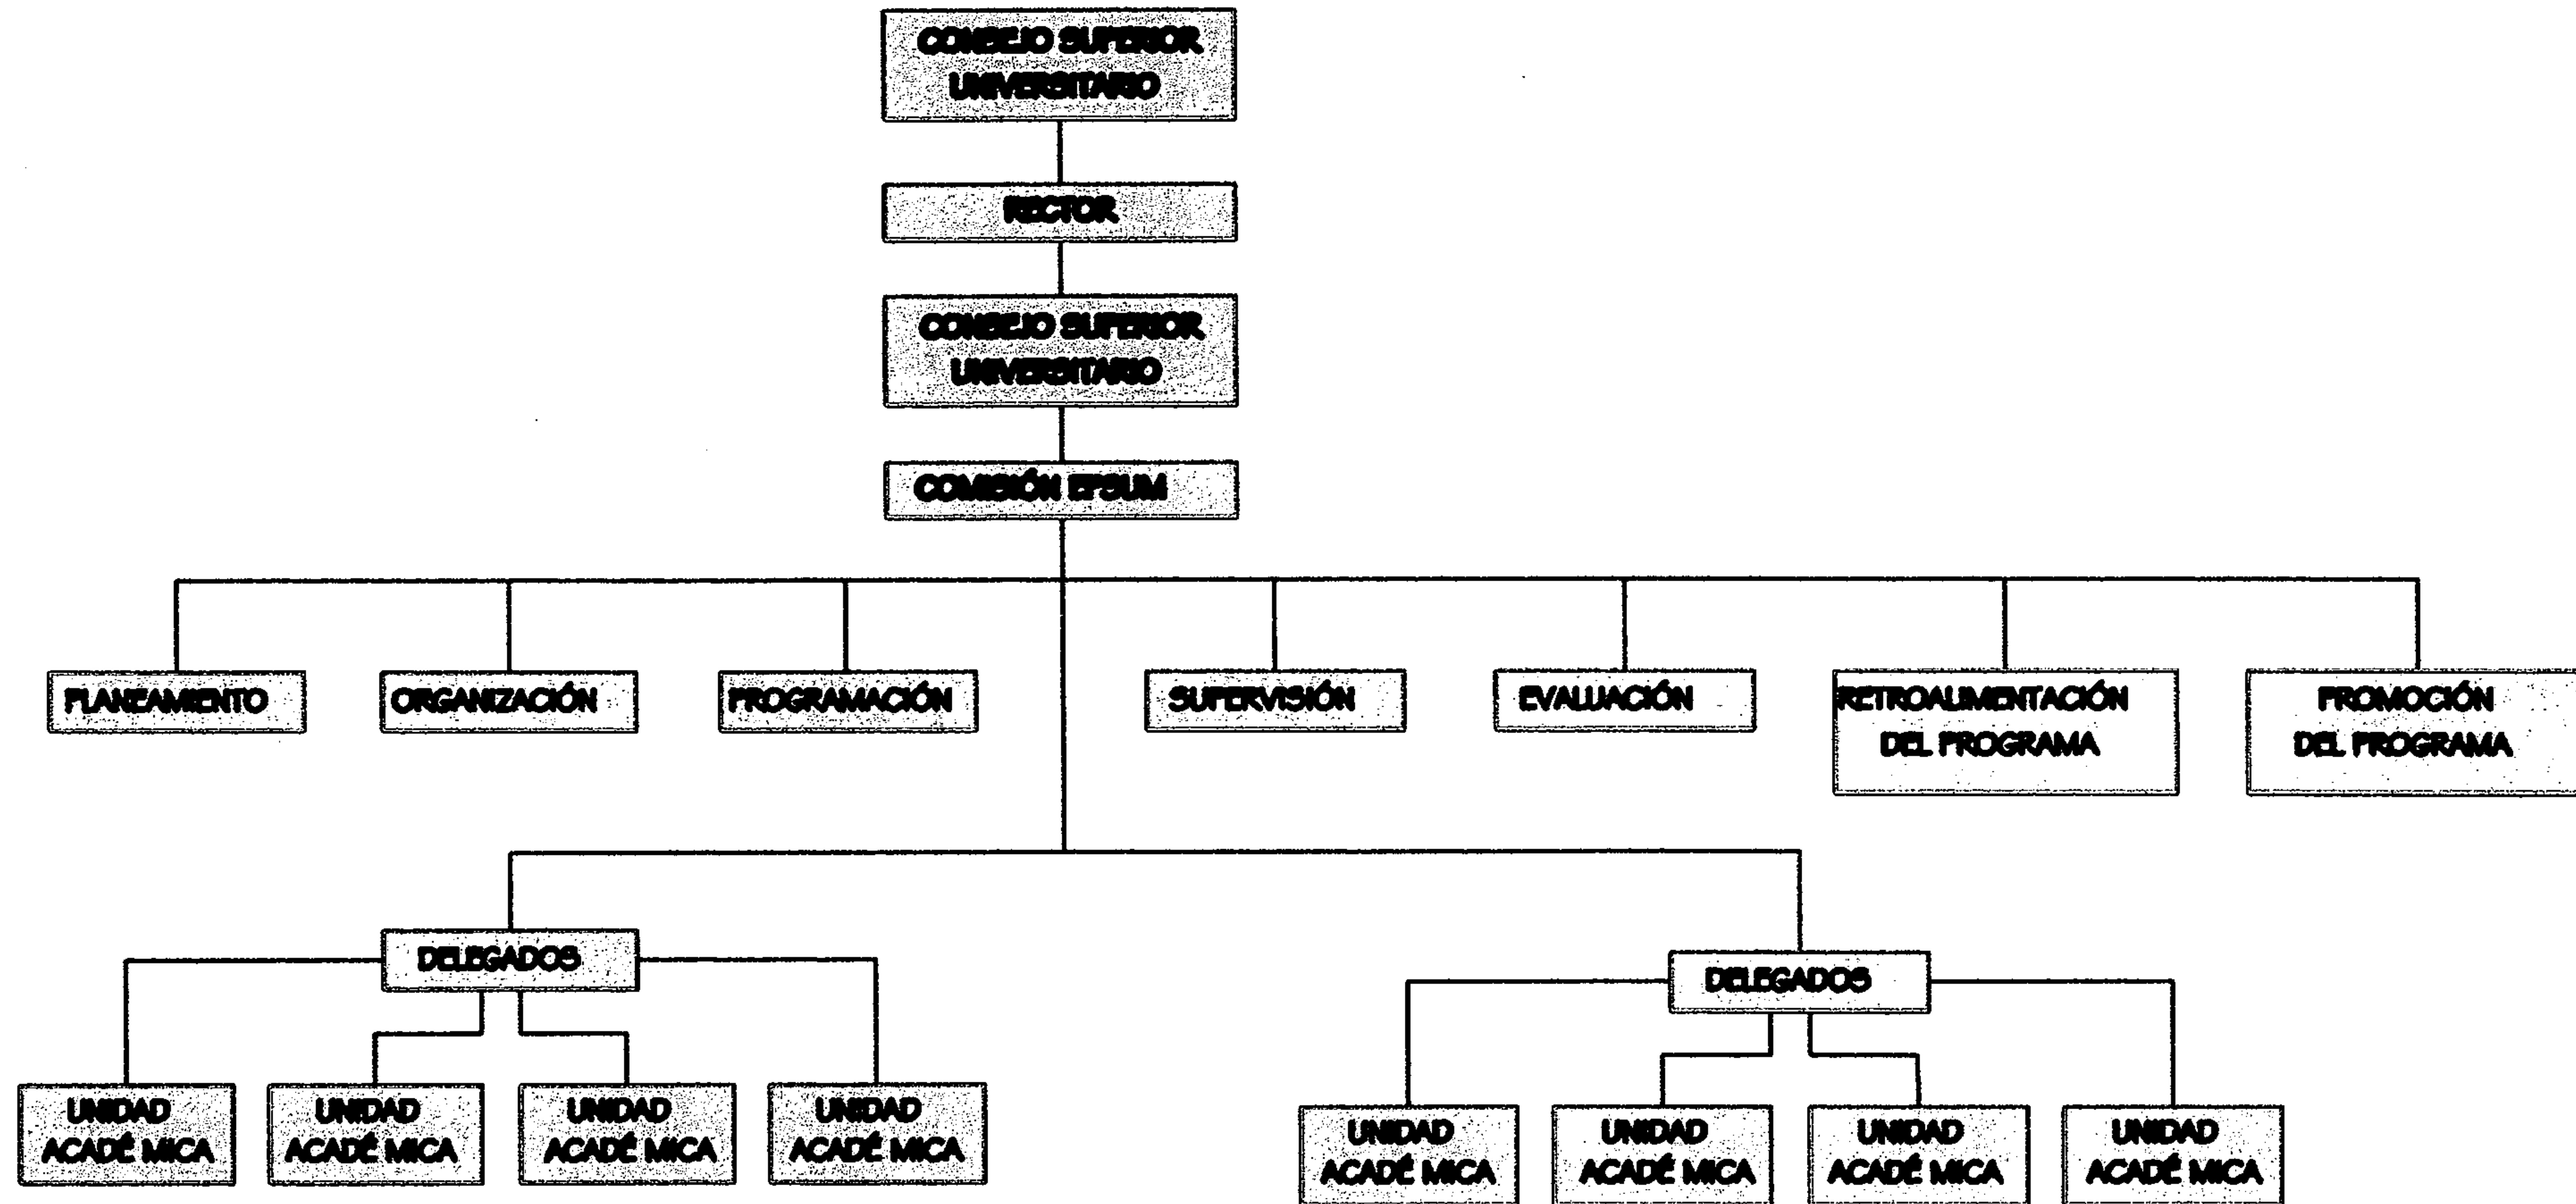 CONSEJO SUPERIOR
UNIVERSITARIO
RECTOR
CONSEJO SUPERIOR
UNIVERSITARIO
COMISIÓN EPSUM
PLANEAMIENTO
ORGANIZACIÓN
PROGRAMACIÓN
SUPERVISIÓN
EVALUACIÓN
RETROALIMENTACIÓN
DEL PROGRAMA
PROMOCIÓN
DEL PROGRAMA
DELEGADOS
DELEGADOS
UNIDAD
ACADÉ MICA
UNIDAD
ACADÉ MICA
UNIDAD
ACADÉ MICA
UNIDAD
ACADÉ MICA
UNIDAD
ACADÉ MICA
UNIDAD
ACADÉ MICA
UNIDAD
ACADÉ MICA
UNIDAD
ACADÉ MICA